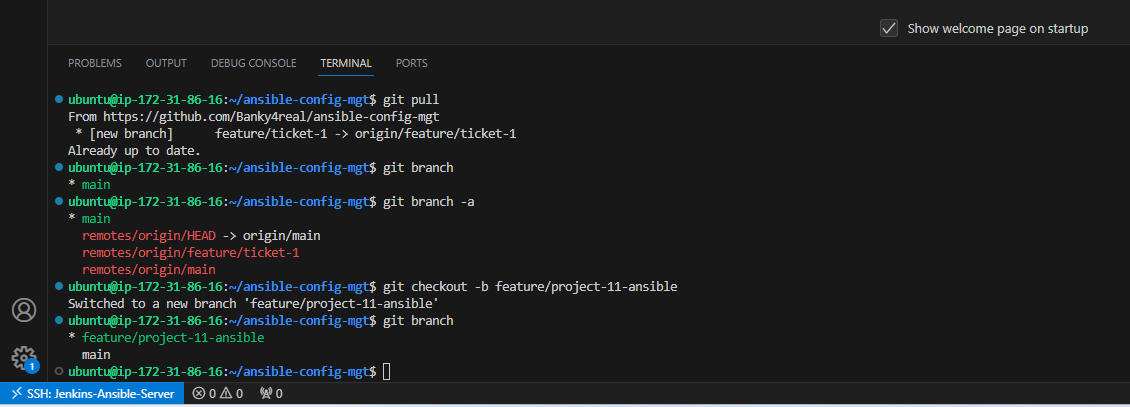 Show welcome page on startup
PROBLEMS OUTPUT DEBUG CONSOLE TERMINAL PORTS
ubuntu@ip-172-31-86-16:~/ansible-config-mgt$ git pull
From https://github.com/Banky4real/ansible-config-mgt
 * [new branch]      feature/ticket-1 -> origin/feature/ticket-1
Already up to date.
ubuntu@ip-172-31-86-16:~/ansible-config-mgt$ git branch
* main
ubuntu@ip-172-31-86-16:~/ansible-config-mgt$ git branch -a
* main
  remotes/origin/HEAD -> origin/main
  remotes/origin/feature/ticket-1
  remotes/origin/main
ubuntu@ip-172-31-86-16:~/ansible-config-mgt$ git checkout -b feature/project-11-ansible
Switched to a new branch 'feature/project-11-ansible'
ubuntu@ip-172-31-86-16:~/ansible-config-mgt$ git branch
* feature/project-11-ansible
  main
ubuntu@ip-172-31-86-16:~/ansible-config-mgt$
1
SSH: Jenkins-Ansible-Server 0 0 0